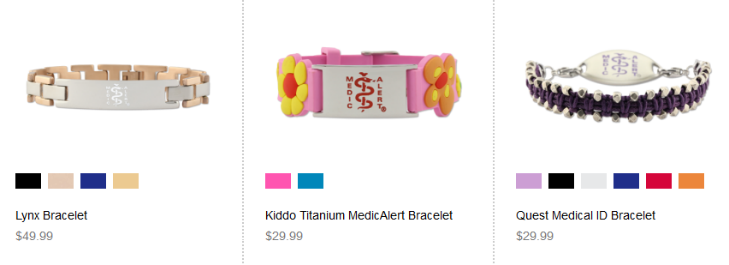 MEDIC ALERT
®
Lynx Bracelet
$49.99
Kiddo Titanium MedicAlert Bracelet
$29.99
Quest Medical ID Bracelet
$29.99